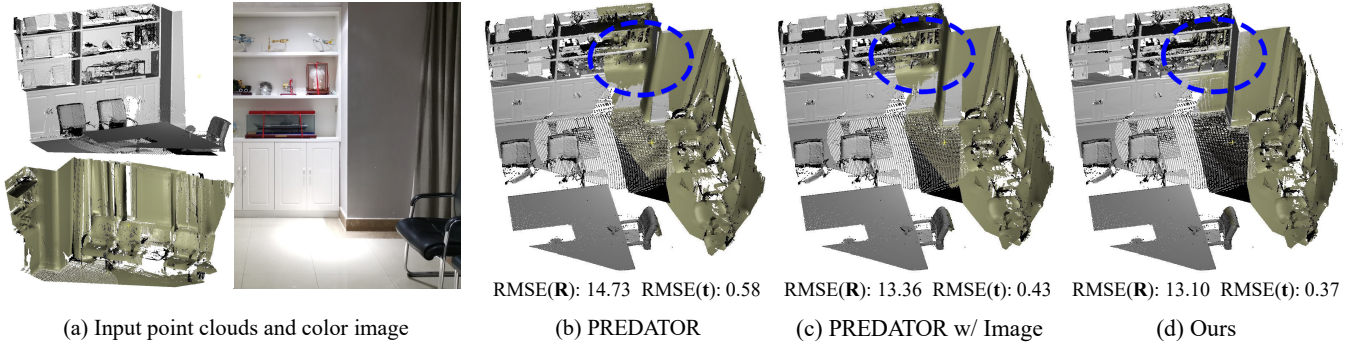 RMSE(R): 14.73 RMSE(t): 0.58
RMSE(R): 13.36 RMSE(t): 0.43
RMSE(R): 13.10 RMSE(t): 0.37
(a) Input point clouds and color image
(b) PREDATOR
(c) PREDATOR w/ Image
(d) Ours